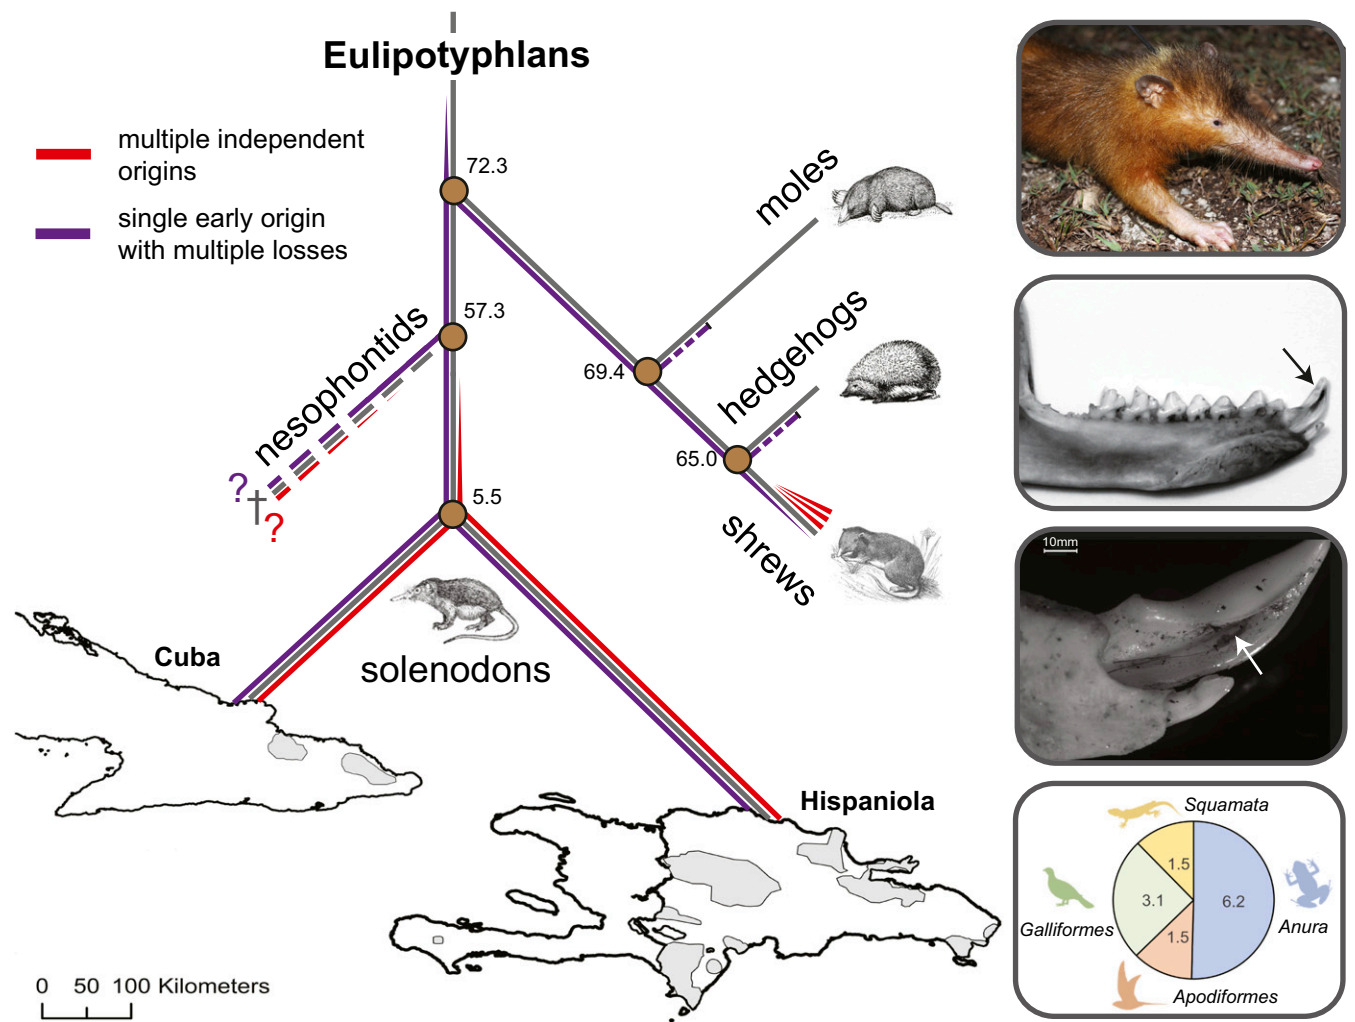 Eulipotyphlans
multiple independent
origins
single early origin
with multiple losses
72.3
57.3
69.4
65.0
5.5
moles
hedgehogs
shrews
nesophontids
?
†
?
solenodons
Cuba
Hispaniola
0 50 100 Kilometers
10mm
Squamata
1.5
3.1
6.2
Galliformes
Anura
1.5
Apodiformes